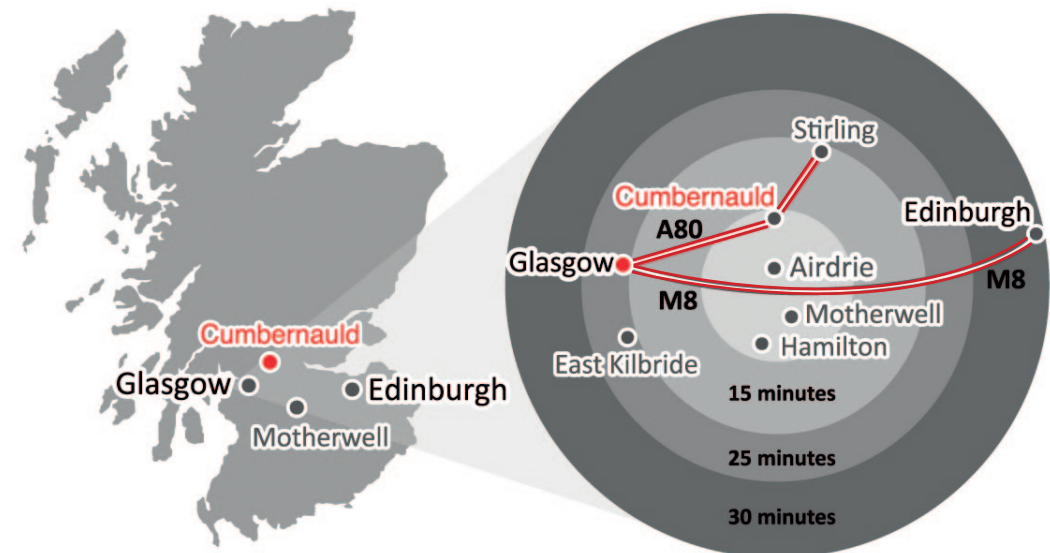 Cumbernauld
Glasgow
Edinburgh
Motherwell
Stirling
Cumbernauld
A80
Edinburgh
Glasgow
Airdrie
M8
M8
Motherwell
East Kilbride
Hamilton
15 minutes
25 minutes
30 minutes